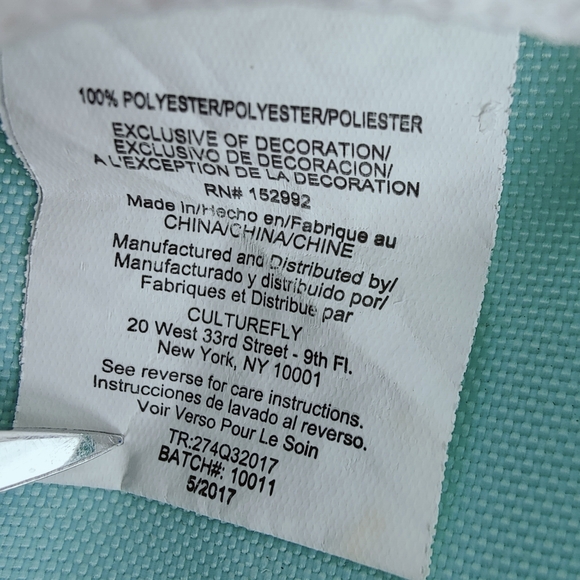 100% POLYESTER/POLYESTER/POLIESTER
EXCLUSIVE OF DECORATION/
EXCLUSIVO DE DECORACION/
A L'EXCEPTION DE LA DECORATION
RN# 152992
Made in/Hecho en/Fabrique au
CHINA/CHINA/CHINE
Manufactured and Distributed by/
Manufacturado y distribuido por/
Fabriques et Distribue par
CULTUREFLY
20 West 33rd Street - 9th Fl.
New York, NY 10001
See reverse for care instructions.
Instrucciones de lavado al reverso.
Voir Verso Pour Le Soin
TR:274Q32017
BATCH#: 10011
5/2017